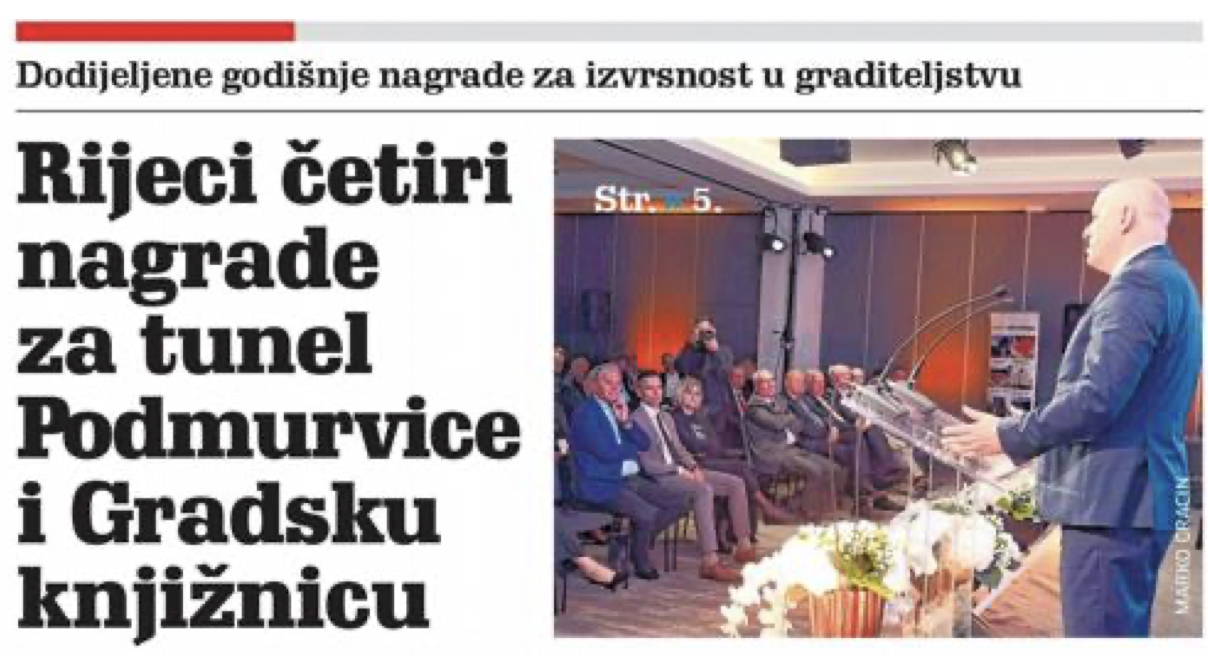 Dodijeljene godišnje nagrade za izvrsnost u graditeljstvu
Rijeci četiri
nagrade
za tunel
Podmurvice
i Gradsku
knjižnicu
Str. 5.
MARKO GRACIN